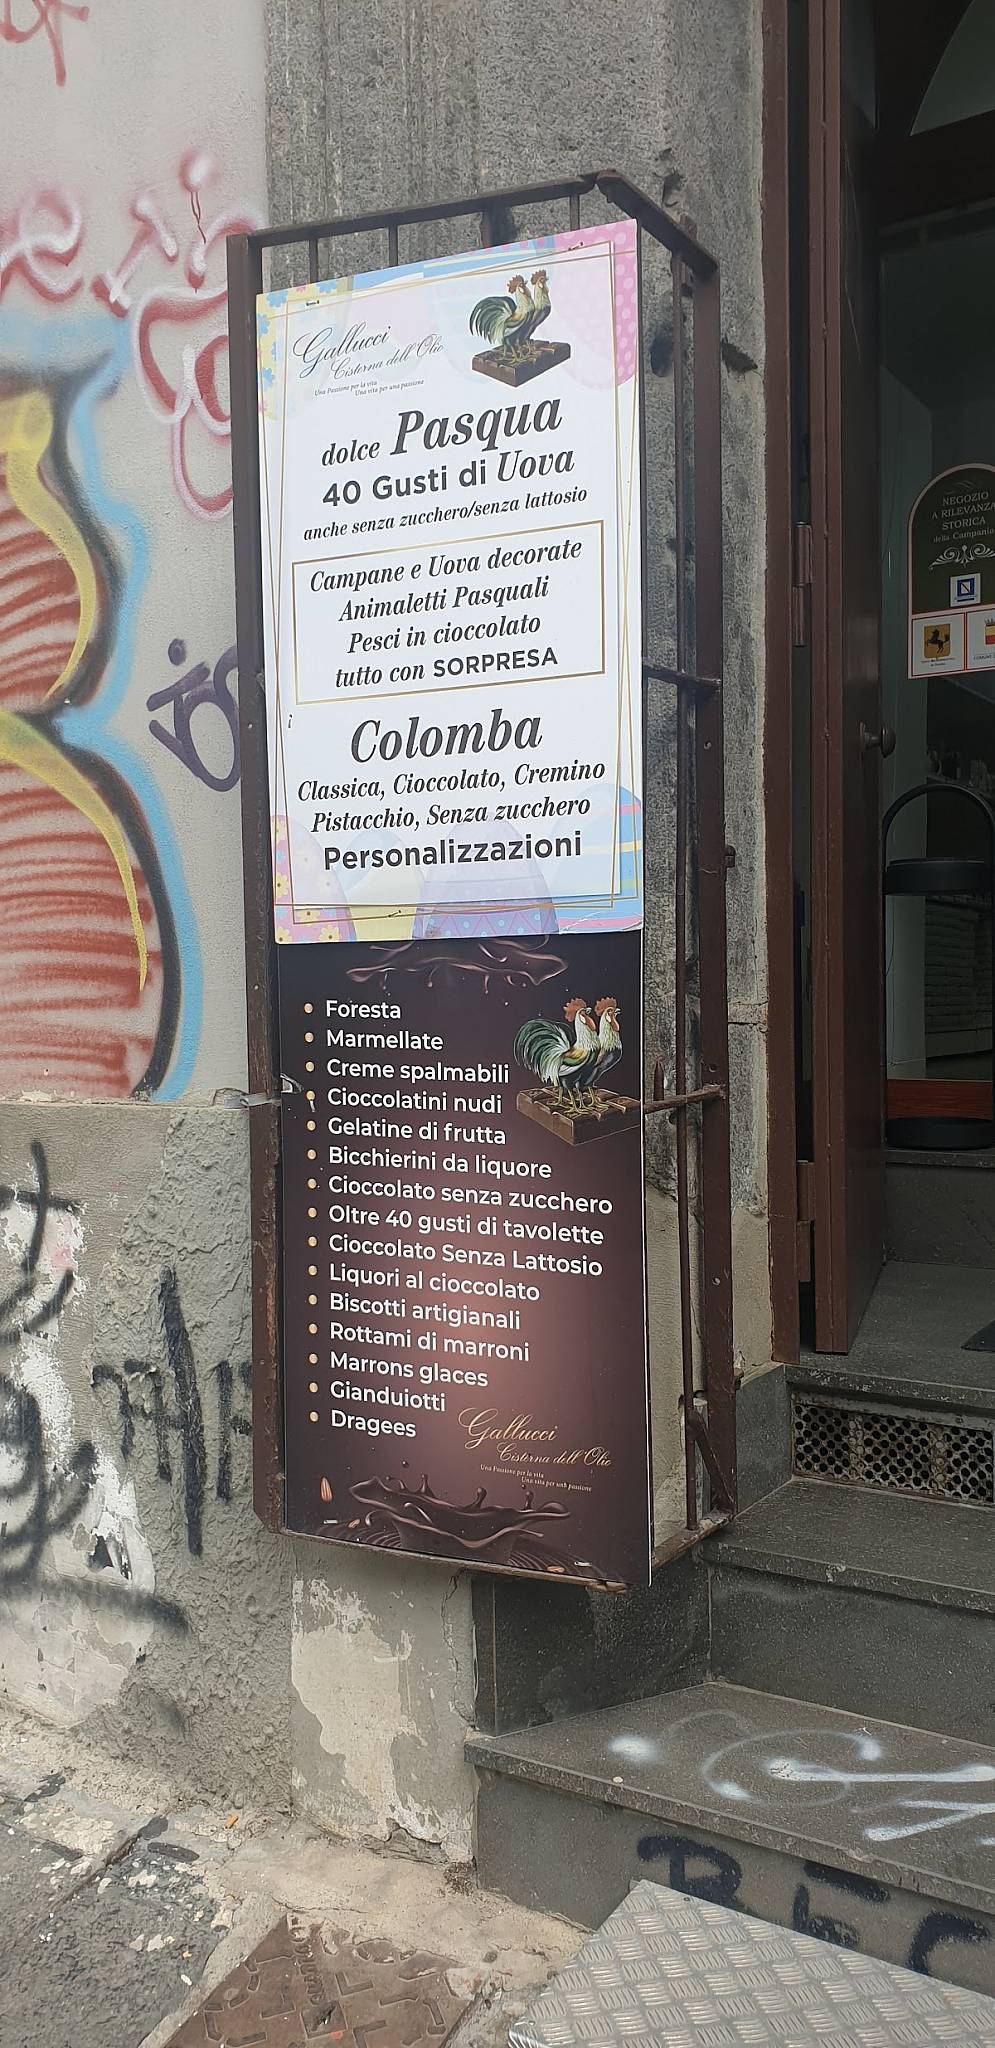 Gallucci
Cisterna dell'Olio
Una Passione per la vita
Una vita per una passione
dolce Pasqua
40 Gusti di Uova
anche senza zucchero/senza lattosio
Campane e Uova decorate
Animaletti Pasquali
Pesci in cioccolato
tutto con SORPRESA
Colomba
Classica, Cioccolato, Cremino
Pistacchio, Senza zucchero
Personalizzazioni
Foresta
Marmellate
Creme spalmabili
Cioccolatini nudi
Gelatine di frutta
Bicchierini da liquore
Cioccolato senza zucchero
Oltre 40 gusti di tavolette
Cioccolato Senza Lattosio
Liquori al cioccolato
Biscotti artigianali
Rottami di marroni
Marrons glaces
Gianduiotti
Dragees
Gallucci
Cisterna dell'Olio
Una Passione per la vita
Una vita per una passione
NEGOZIO
A RILEVANZA
STORICA
della Campania